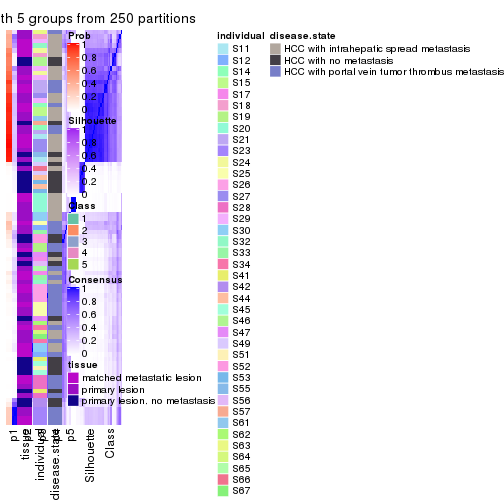 th 5 groups from 250 partitions
Prob
1
0.8
0.6
0.4
0.2
0
Silhouette
1
0.8
0.6
0.4
0.2
0
Class
1
2
3
4
5
Consensus
1
0.8
0.6
0.4
0.2
0
tissue
matched metastatic lesion
primary lesion
primary lesion. no metastasis
individual
S11
S12
S14
S15
S17
S18
S19
S20
S21
S23
S24
S25
S26
S27
S28
S29
S30
S32
S33
S34
S41
S42
S44
S45
S46
S47
S49
S51
S52
S53
S55
S56
S57
S61
S62
S63
S64
S65
S66
S67
disease.state
HCC with intrahepatic spread metastasis
HCC with no metastasis
HCC with portal vein tumor thrombus metastasis
p1
tissue
individual
disease.state
p5
Silhouette
Class